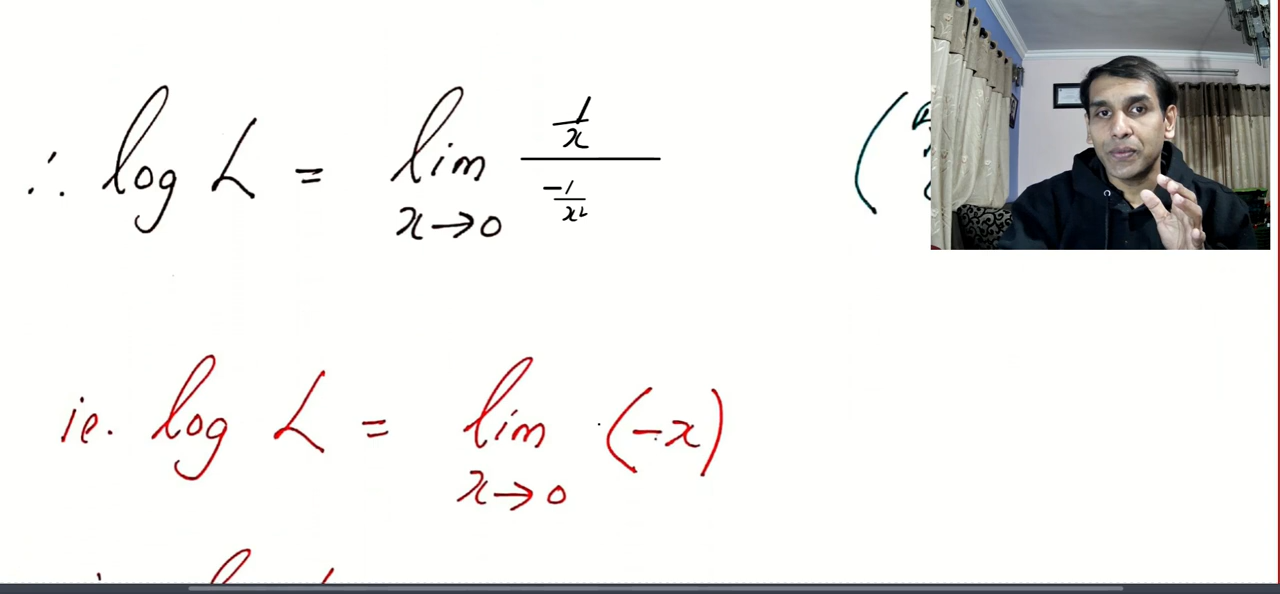 ∴ log L = lim x→0 (1/x)/(-1/x²)
ie. log L = lim x→0 (-x)